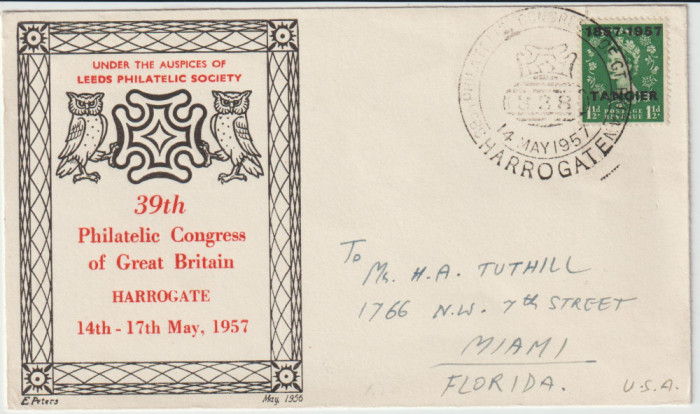 UNDER THE AUSPICES OF
LEEDS PHILATELIC SOCIETY
39th
Philatelic Congress
of Great Britain
HARROGATE
14th - 17th May, 1957
E Peters
May, 1956
14 MAY 1957
HARROGATE
1857-1957
TANGIER
1½D POSTAGE REVENUE 1½D
To
Mr. H.A. TUTHILL
1766 N.W. 7th STREET
MIAMI
FLORIDA.
U.S.A.